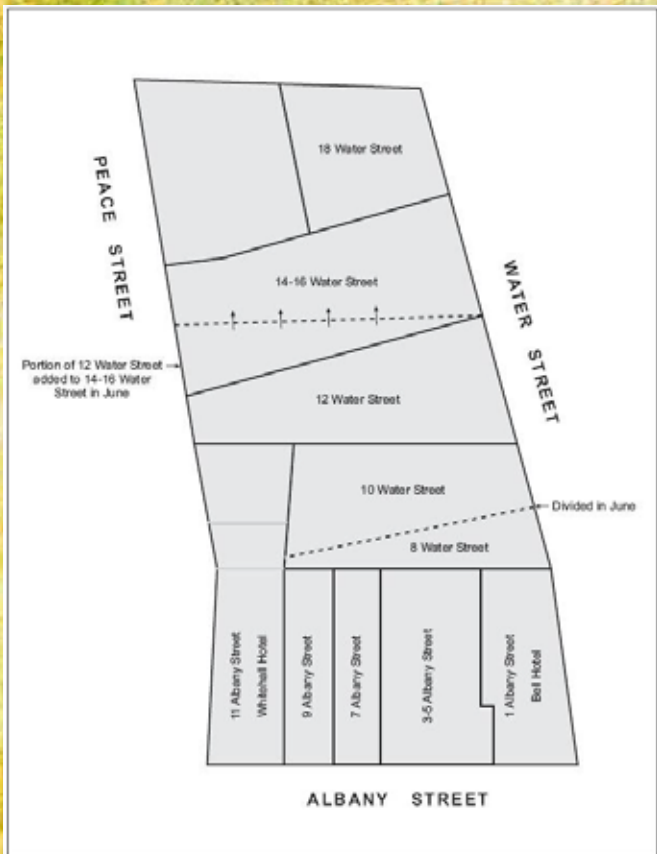 18 Water Street
PEACE STREET
14-16 Water Street
WATER STREET
Portion of 12 Water Street
added to 14-16 Water
Street in June
12 Water Street
10 Water Street
Divided in June
8 Water Street
11 Albany Street
Whitehall Hotel
9 Albany Street
7 Albany Street
3-5 Albany Street
1 Albany Street
Bell Hotel
ALBANY STREET